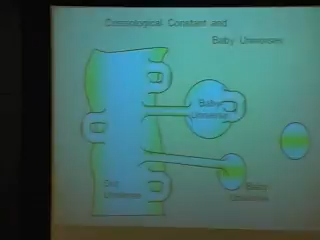 Cosmological Constant and
Baby Universes
Baby
Universe
Our
Universe
Baby
Universe